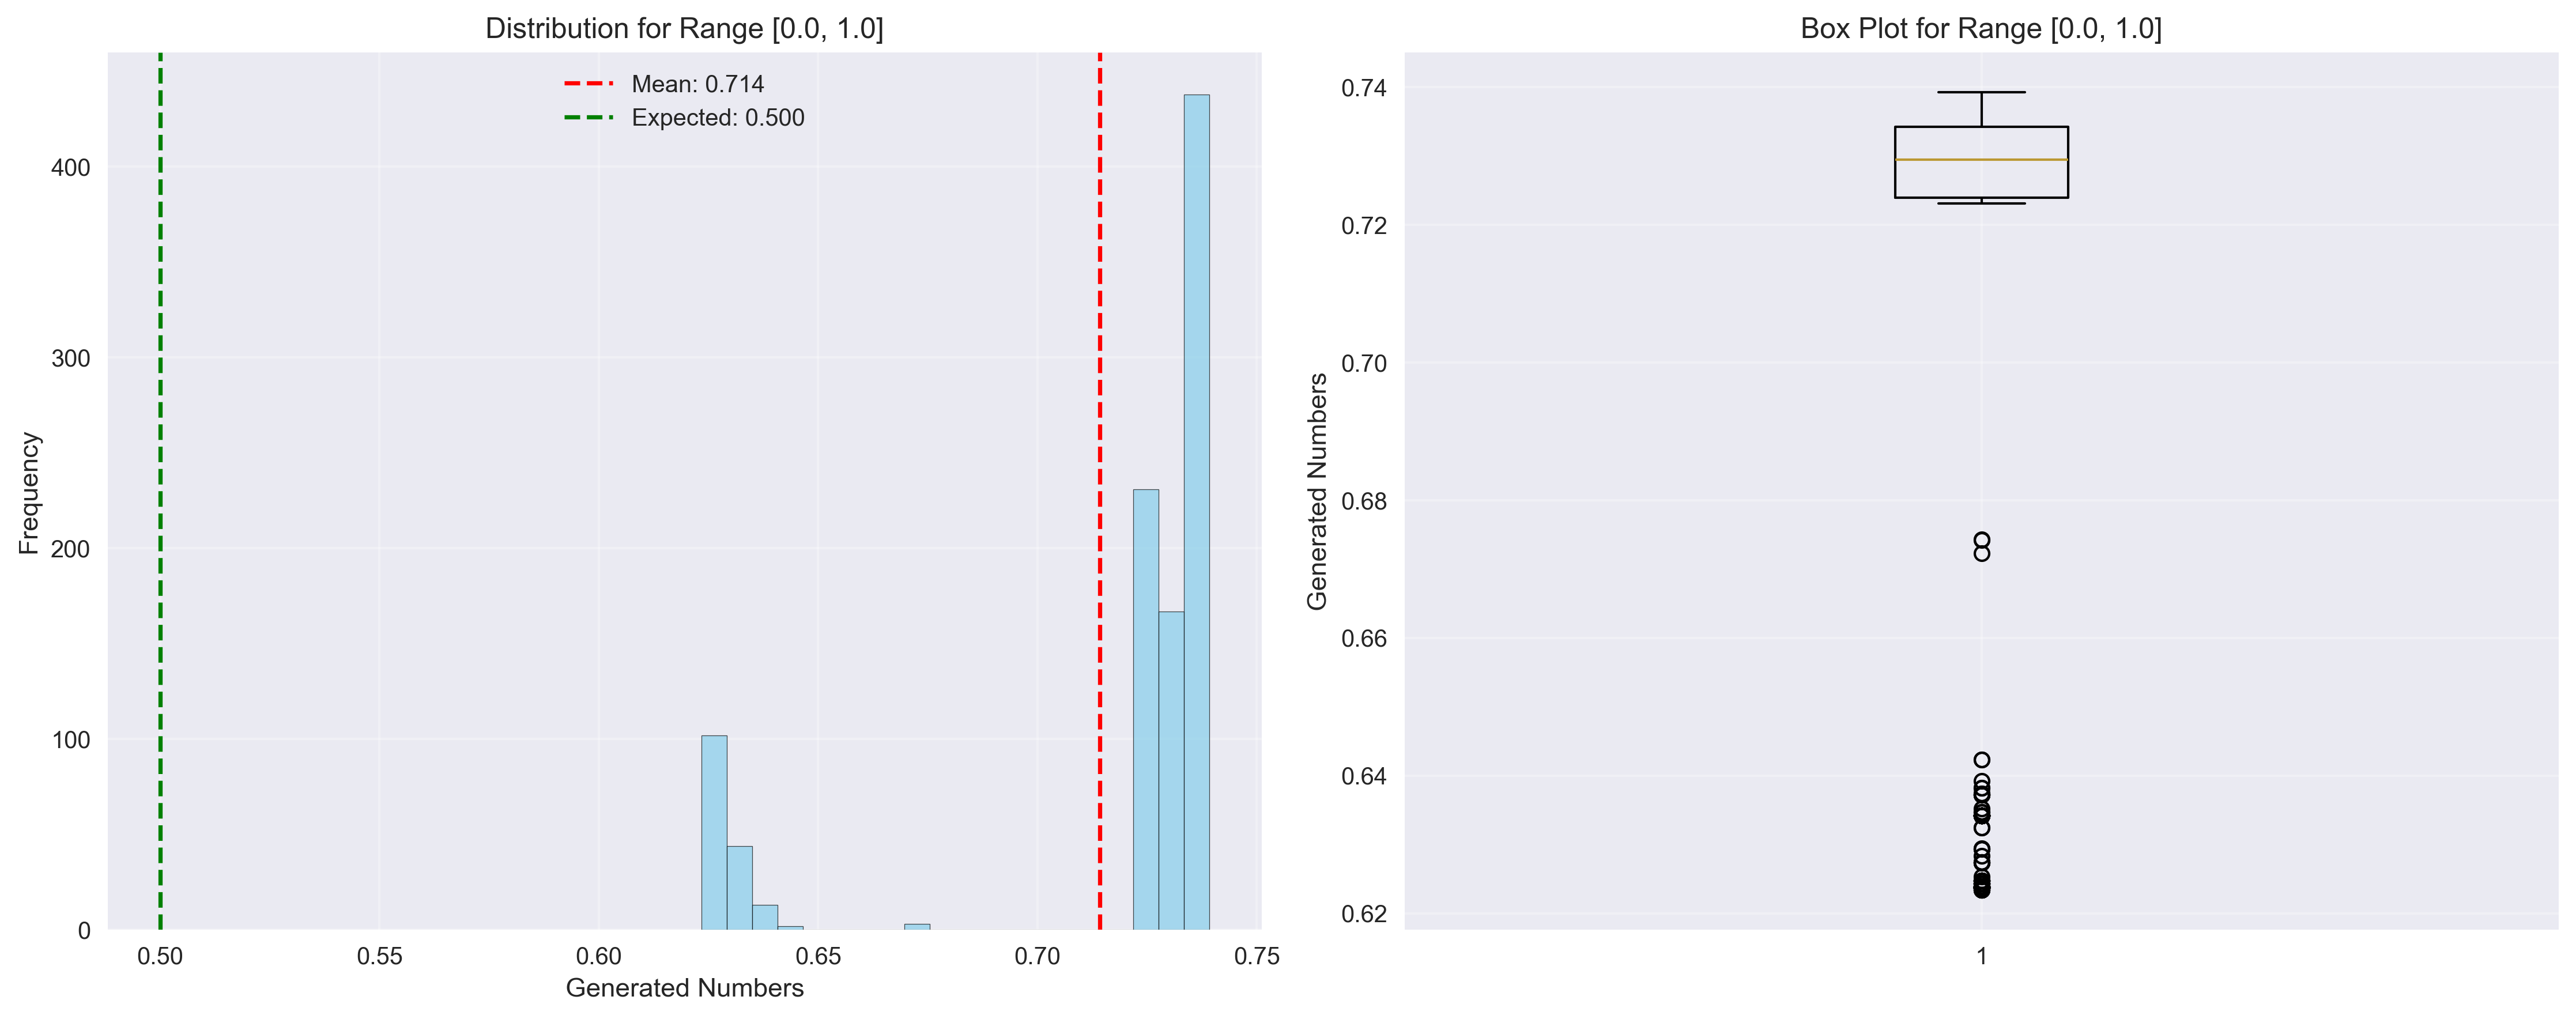 Distribution for Range [0.0, 1.0]
Mean: 0.714
Expected: 0.500
Frequency
400
300
200
100
0
0.50 0.55 0.60 0.65 0.70 0.75
Generated Numbers
Box Plot for Range [0.0, 1.0]
Generated Numbers
0.74
0.72
0.70
0.68
0.66
0.64
0.62
1